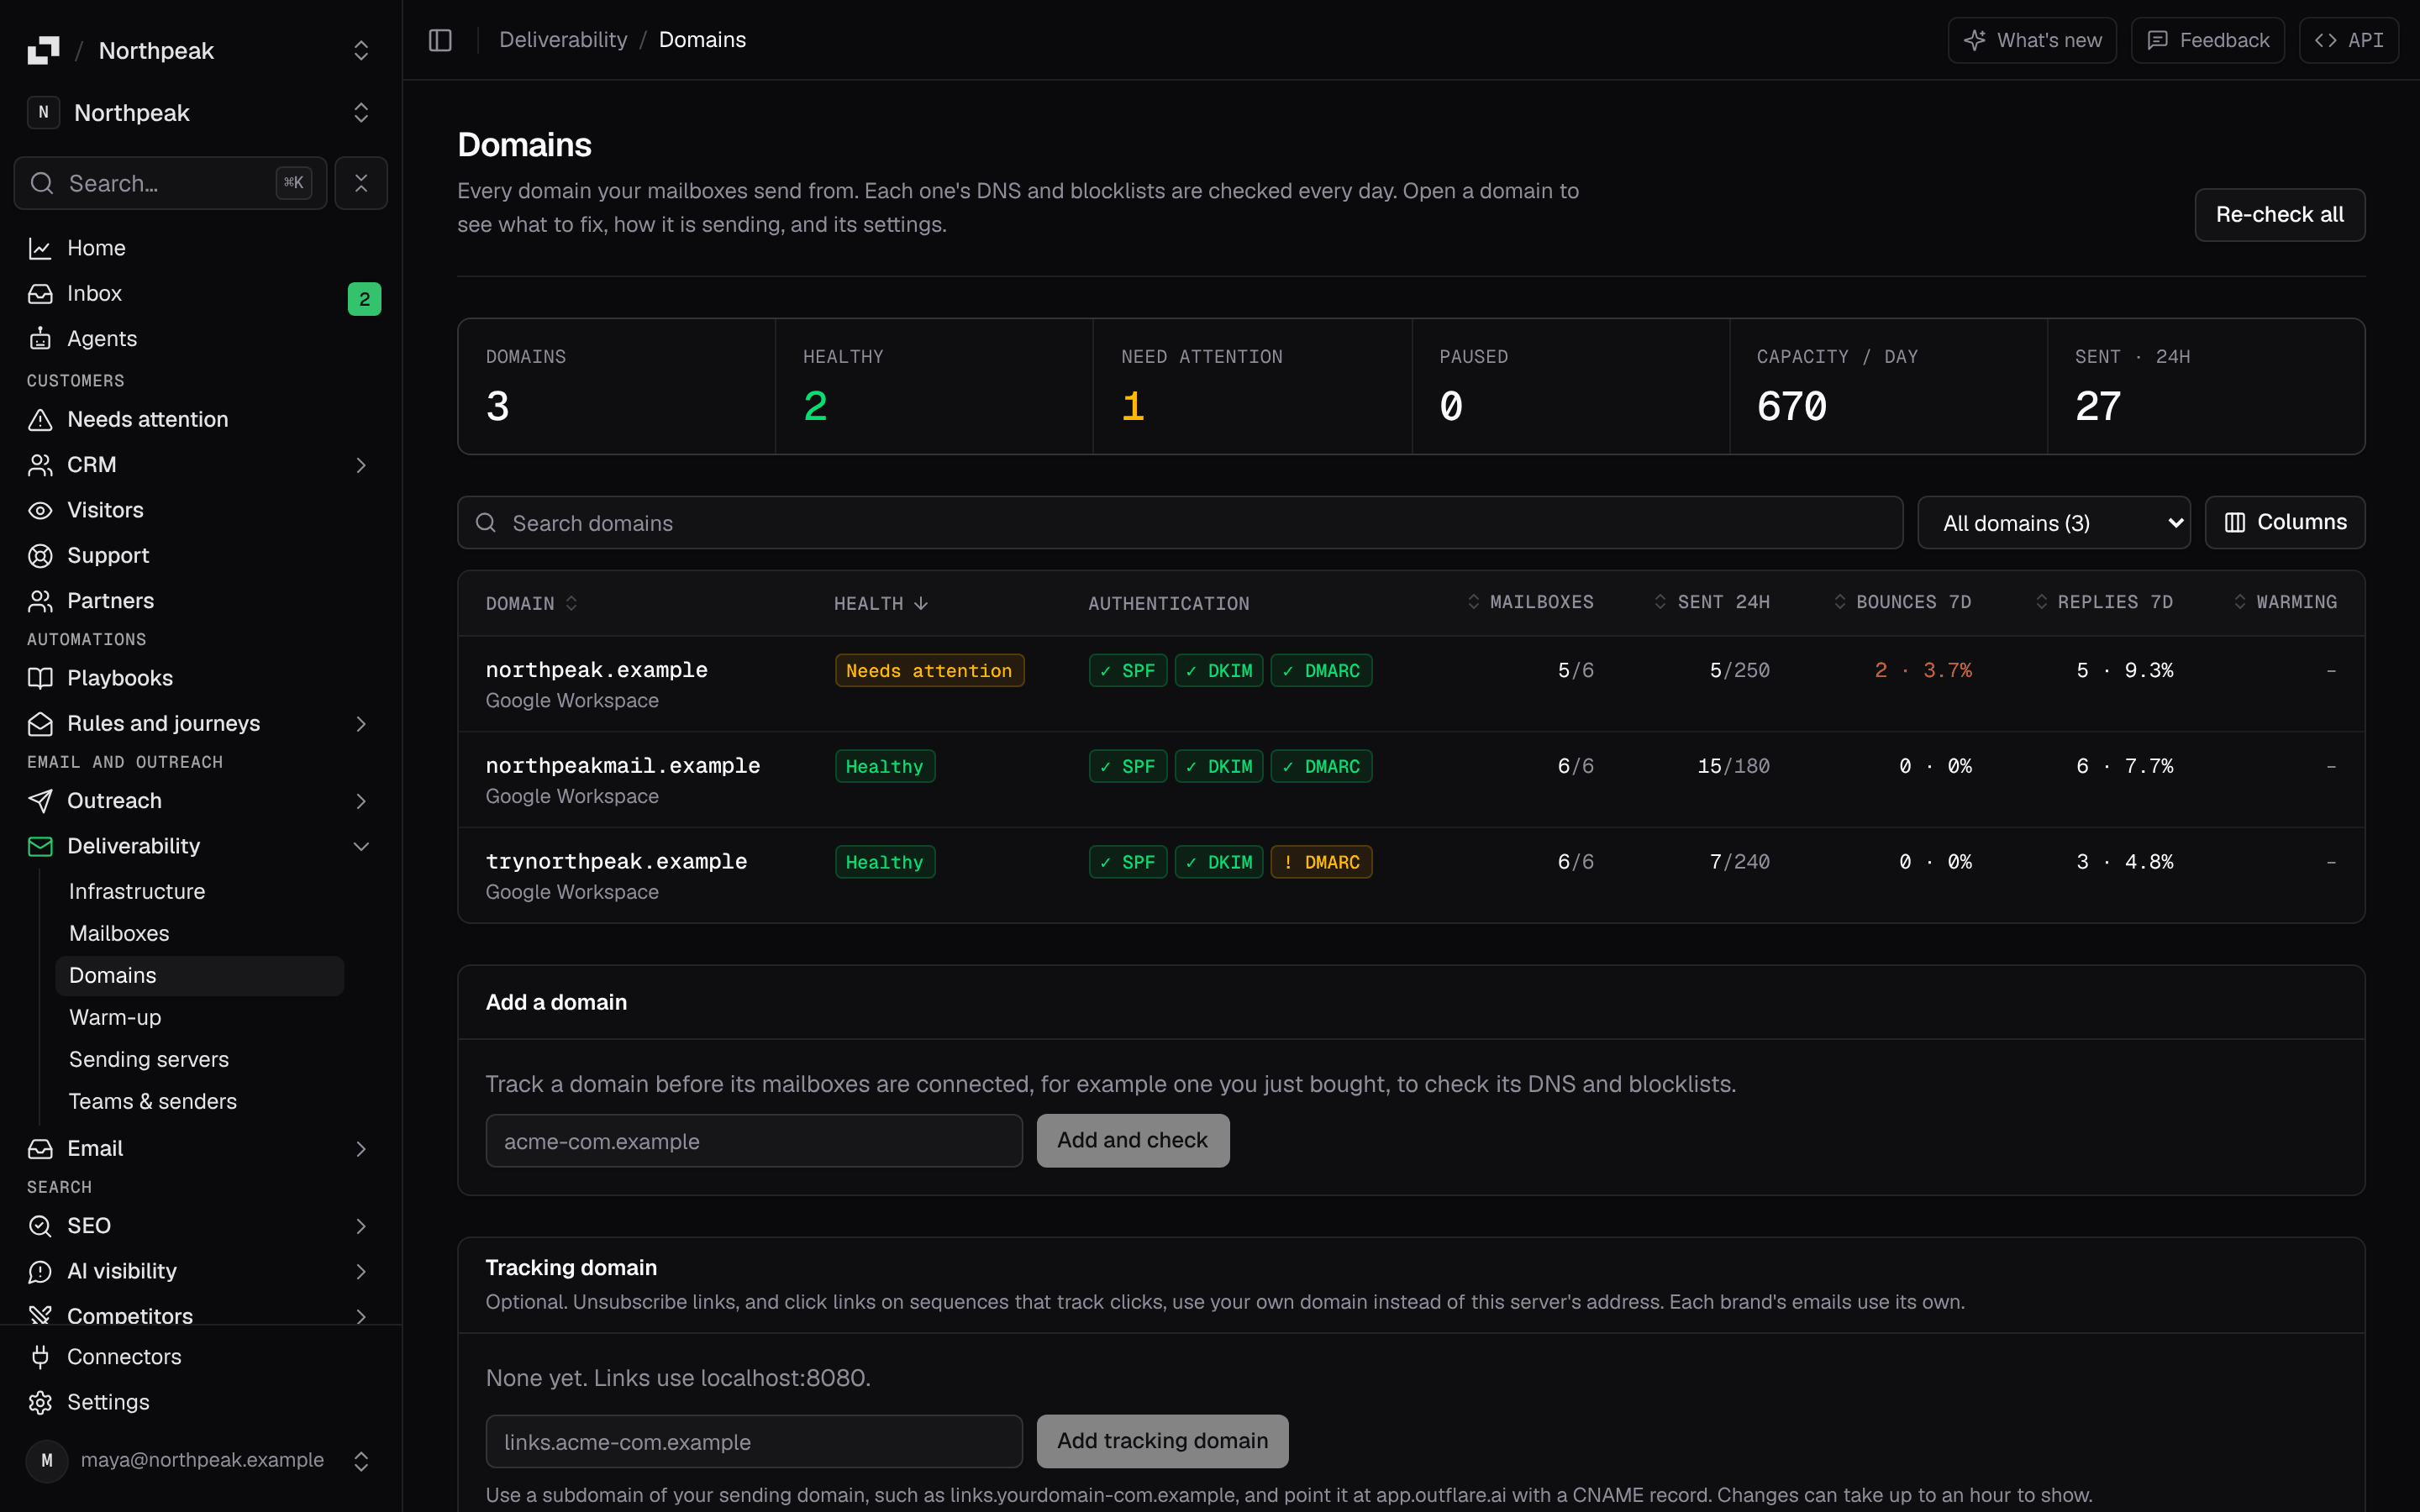 / Northpeak
N Northpeak
Search... ⌘K
Home
Inbox 2
Agents
CUSTOMERS
Needs attention
CRM
Visitors
Support
Partners
AUTOMATIONS
Playbooks
Rules and journeys
EMAIL AND OUTREACH
Outreach
Deliverability
Infrastructure
Mailboxes
Domains
Warm-up
Sending servers
Teams & senders
Email
SEARCH
SEO
AI visibility
Competitors
Connectors
Settings
M maya@northpeak.example
Deliverability / Domains
What's new
Feedback
<> API
Domains
Every domain your mailboxes send from. Each one's DNS and blocklists are checked every day. Open a domain to
see what to fix, how it is sending, and its settings.
Re-check all
DOMAINS HEALTHY NEED ATTENTION PAUSED CAPACITY / DAY SENT · 24H
3 2 1 0 670 27
Search domains
All domains (3)
Columns
DOMAIN HEALTH AUTHENTICATION MAILBOXES SENT 24H BOUNCES 7D REPLIES 7D WARMING
northpeak.example Needs attention ✓ SPF ✓ DKIM ✓ DMARC 5/6 5/250 2 · 3.7% 5 · 9.3% –
Google Workspace
northpeakmail.example Healthy ✓ SPF ✓ DKIM ✓ DMARC 6/6 15/180 0 · 0% 6 · 7.7% –
Google Workspace
trynorthpeak.example Healthy ✓ SPF ✓ DKIM ! DMARC 6/6 7/240 0 · 0% 3 · 4.8% –
Google Workspace
Add a domain
Track a domain before its mailboxes are connected, for example one you just bought, to check its DNS and blocklists.
acme-com.example
Add and check
Tracking domain
Optional. Unsubscribe links, and click links on sequences that track clicks, use your own domain instead of this server's address. Each brand's emails use its own.
None yet. Links use localhost:8080.
links.acme-com.example
Add tracking domain
Use a subdomain of your sending domain, such as links.yourdomain-com.example, and point it at app.outflare.ai with a CNAME record. Changes can take up to an hour to show.